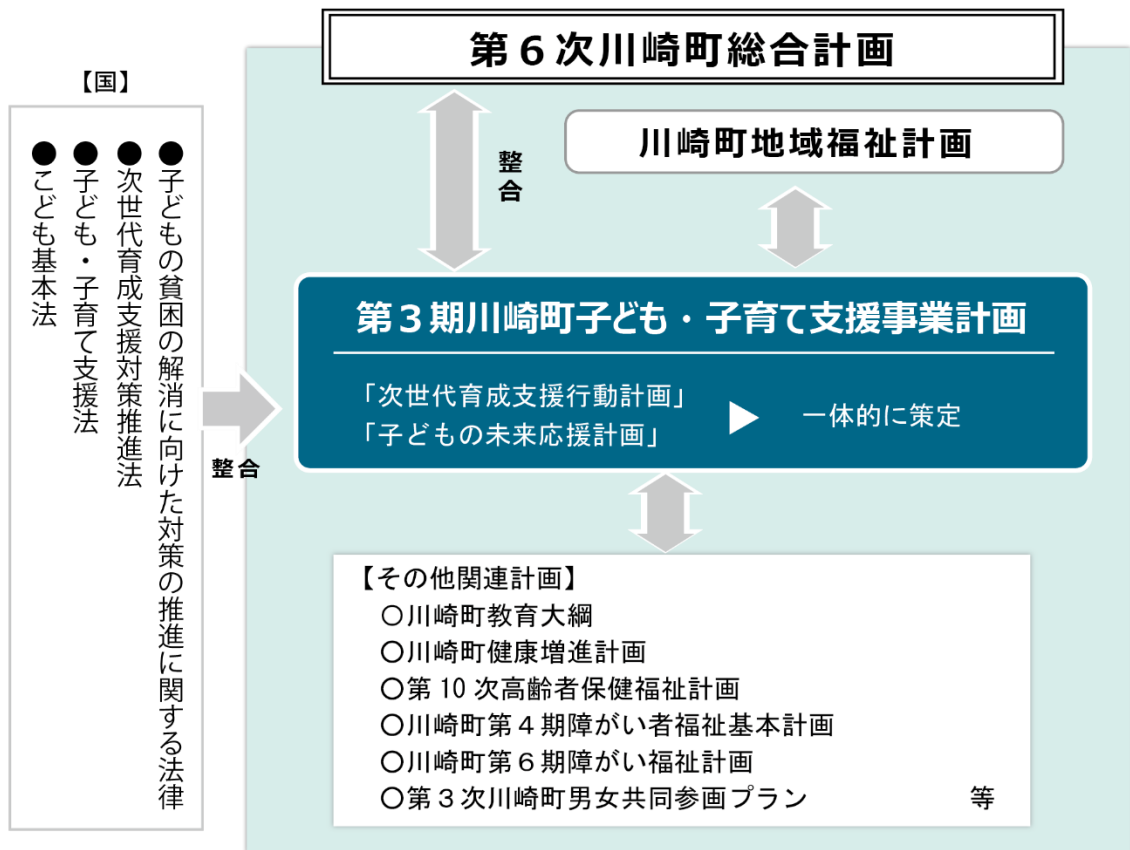 第６次川崎町総合計画
【国】
●子どもの貧困の解消に向けた対策の推進に関する法律
●次世代育成支援対策推進法
●子ども・子育て支援法
●こども基本法
整合
川崎町地域福祉計画
整合
第３期川崎町子ども・子育て支援事業計画
「次世代育成支援行動計画」
「子どもの未来応援計画」
▶ 一体的に策定
【その他関連計画】
○川崎町教育大綱
○川崎町健康増進計画
○第10次高齢者保健福祉計画
○川崎町第４期障がい者福祉基本計画
○川崎町第６期障がい福祉計画
○第３次川崎町男女共同参画プラン 等